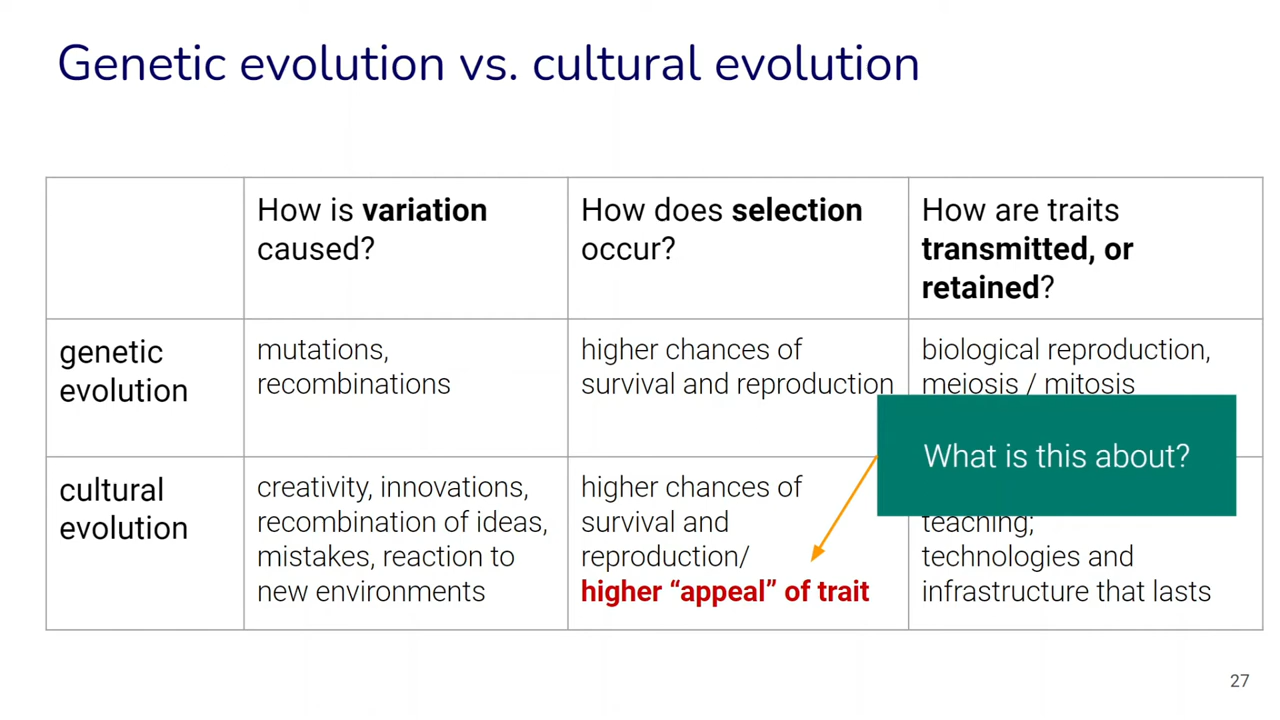 Genetic evolution vs. cultural evolution
How is variation
caused?
How does selection
occur?
How are traits
transmitted, or
retained?
genetic
evolution
mutations,
recombinations
higher chances of
survival and reproduction
biological reproduction,
meiosis / mitosis
What is this about?
cultural
evolution
creativity, innovations,
recombination of ideas,
mistakes, reaction to
new environments
higher chances of
survival and
reproduction/
higher “appeal” of trait
teaching;
technologies and
infrastructure that lasts
27